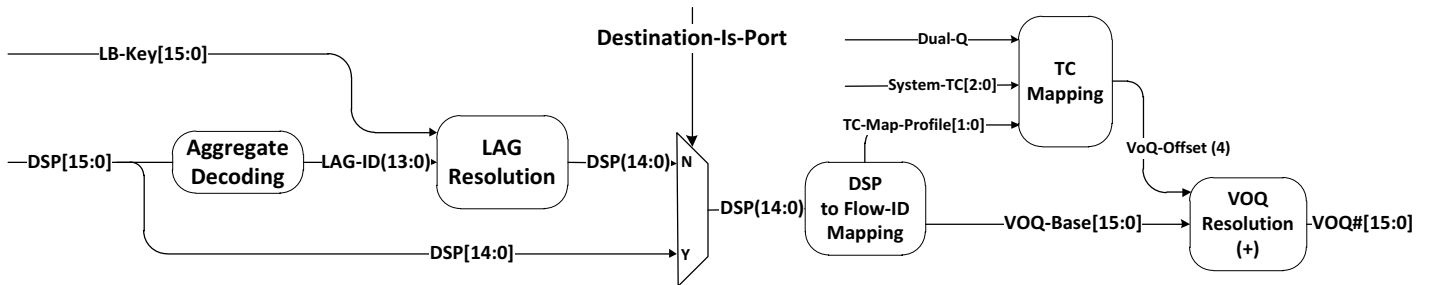 Destination-Is-Port
LB-Key[15:0]
DSP[15:0]
Aggregate
Decoding
LAG-ID(13:0)
LAG
Resolution
DSP(14:0)
N
Y
DSP[14:0]
DSP(14:0)
Dual-Q
System-TC[2:0]
TC-Map-Profile[1:0]
TC
Mapping
DSP
to Flow-ID
Mapping
VoQ-Offset (4)
VOQ-Base[15:0]
VOQ
Resolution
(+)
VOQ#[15:0]